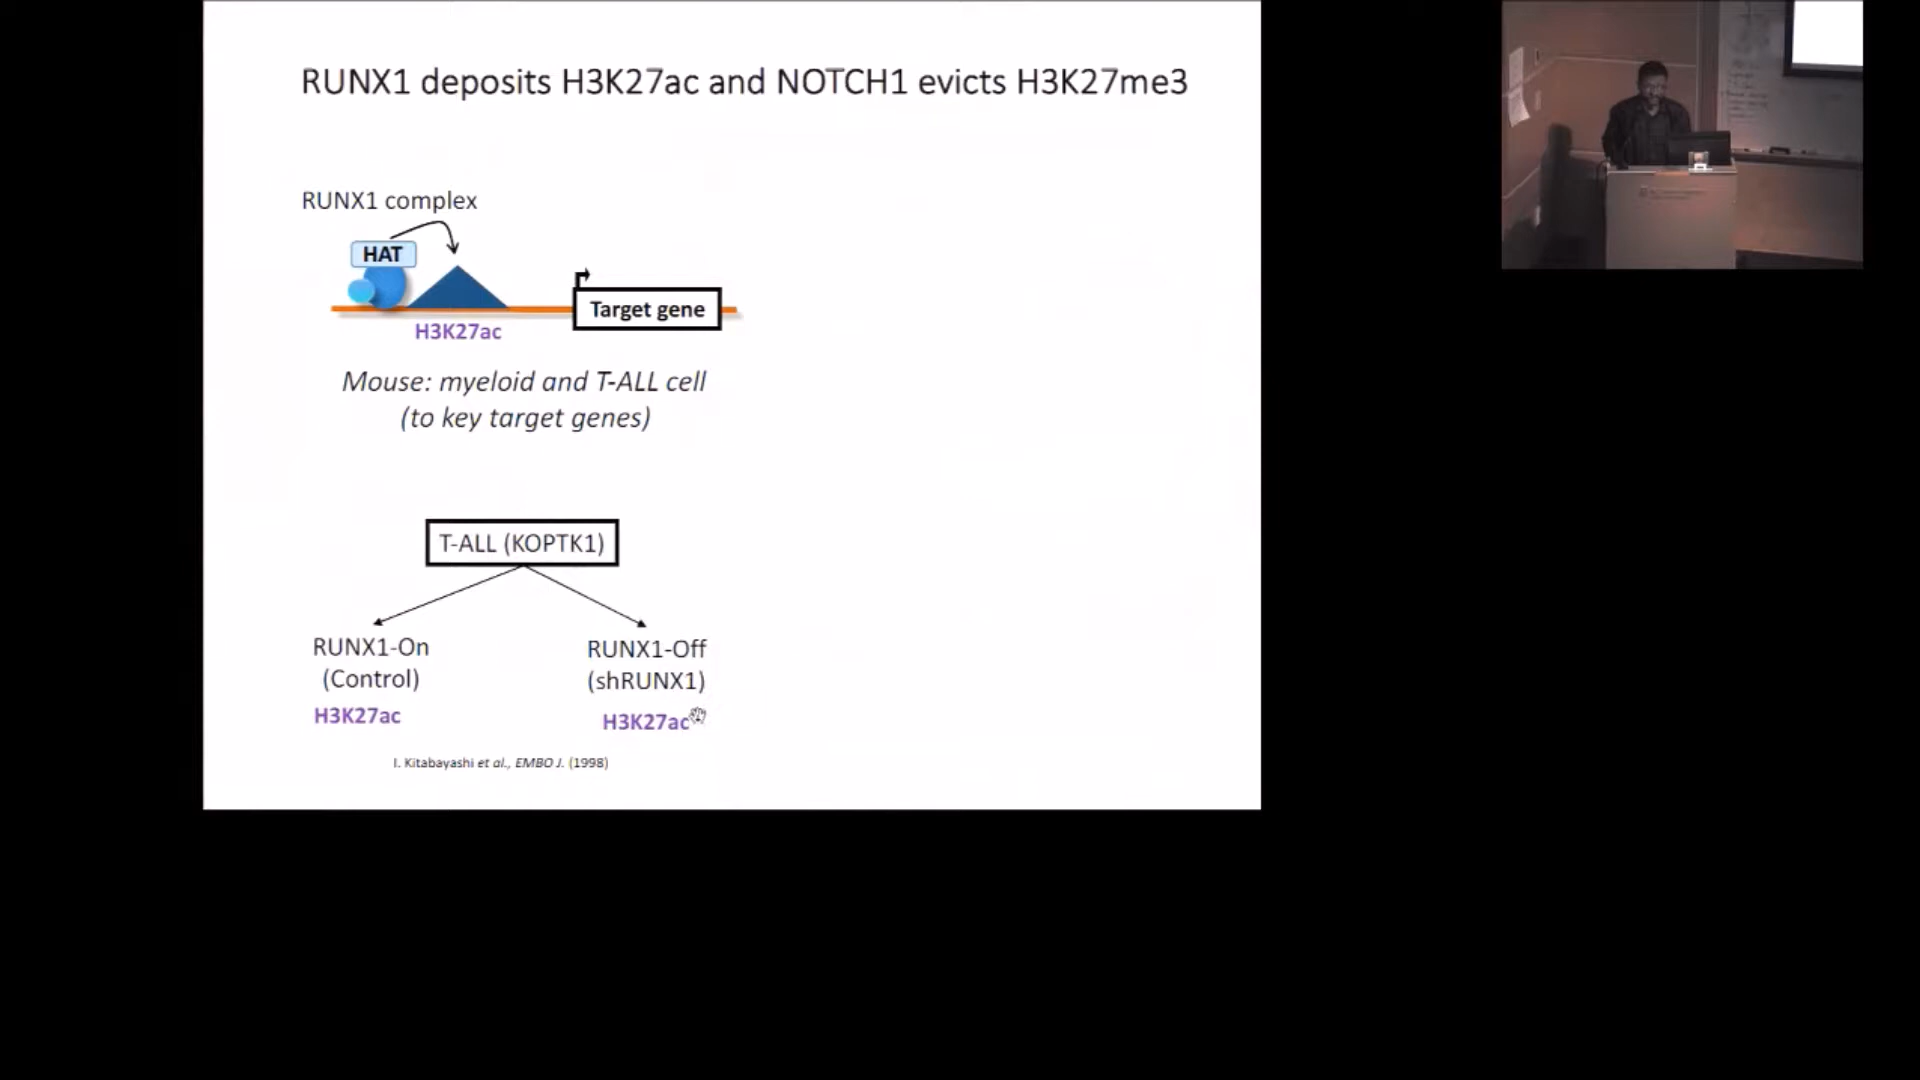 RUNX1 deposits H3K27ac and NOTCH1 evicts H3K27me3
RUNX1 complex
HAT
Target gene
H3K27ac
Mouse: myeloid and T-ALL cell
(to key target genes)
T-ALL (KOPTK1)
RUNX1-On
(Control)
H3K27ac
RUNX1-Off
(shRUNX1)
H3K27ac
I. Kitabayashi et al., EMBO J. (1998)